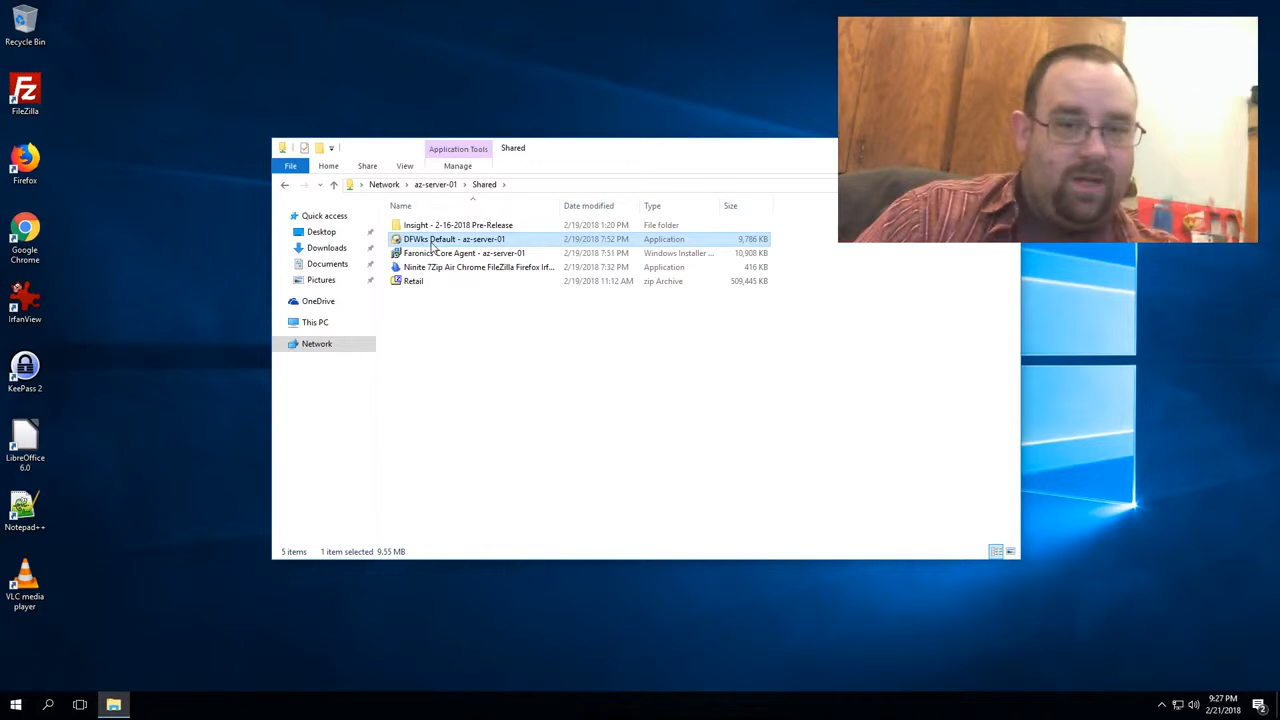 Recycle Bin
FileZilla
Firefox
Google
Chrome
IrfanView
KeePass 2
LibreOffice
6.0
Notepad++
VLC media
player
Application Tools
Shared
File
Home
Share
View
Manage
Network
az-server-01
Shared
Quick access
Desktop
Downloads
Documents
Pictures
OneDrive
This PC
Network
Name
Date modified
Type
Size
Insight - 2-16-2018 Pre-Release 2/19/2018 1:20 PM File folder
DFWks Default - az-server-01 2/19/2018 7:52 PM Application 9,786 KB
Faronics Core Agent - az-server-01 2/19/2018 7:51 PM Windows Installer ... 10,908 KB
Ninite 7Zip Air Chrome FileZilla Firefox Irf... 2/19/2018 7:32 PM Application 416 KB
Retail 2/19/2018 11:12 AM zip Archive 509,445 KB
5 items 1 item selected 9.55 MB
9:27 PM
2/21/2018
2